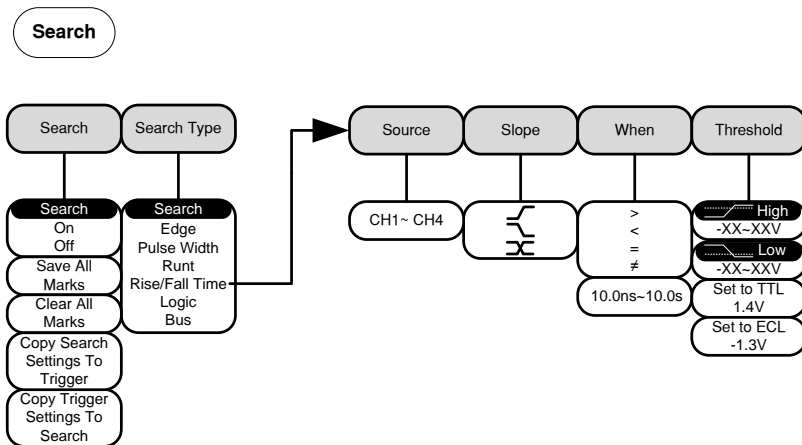 Search
Search
Search Type
Source
Slope
When
Threshold
Search
On
Off
Save All
Marks
Clear All
Marks
Copy Search
Settings To
Trigger
Copy Trigger
Settings To
Search
Search
Edge
Pulse Width
Runt
Rise/Fall Time
Logic
Bus
CH1~ CH4
>
<
=
≠
10.0ns~10.0s
High
-XX~XXV
Low
-XX~XXV
Set to TTL
1.4V
Set to ECL
-1.3V